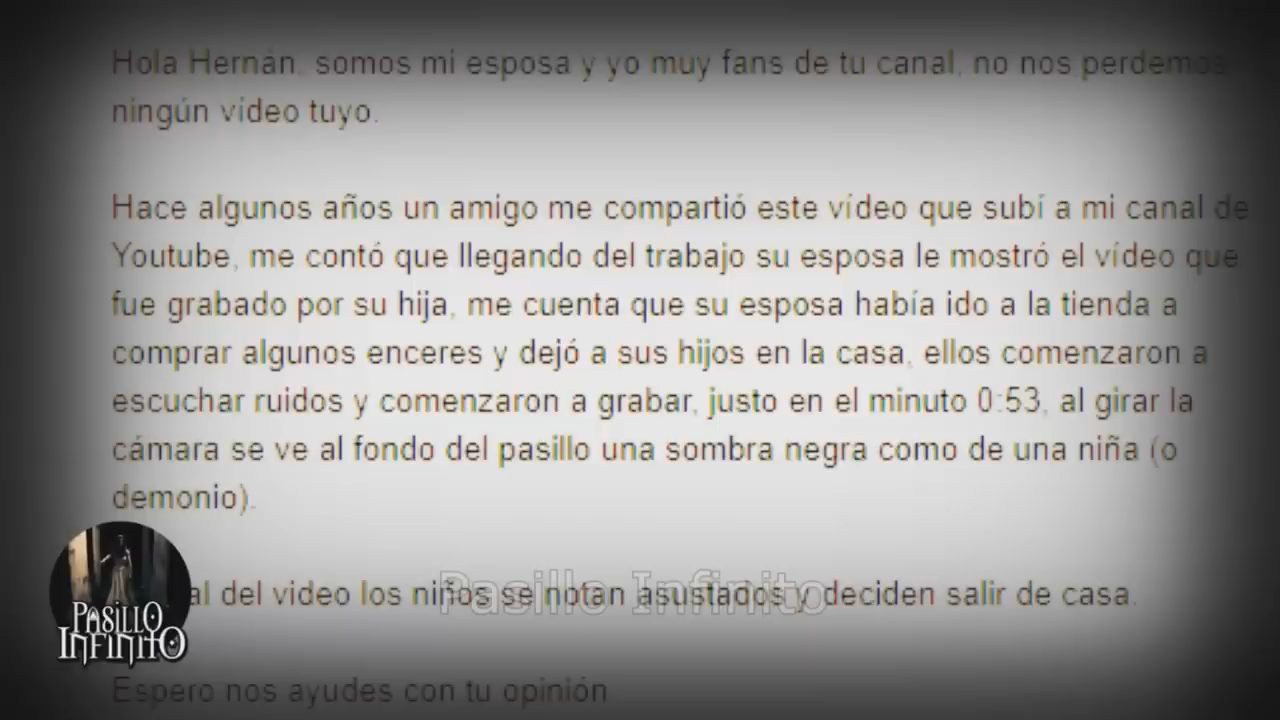 Hola Hernán, somos mi esposa y yo muy fans de tu canal, no nos perdemos
ningún vídeo tuyo.
Hace algunos años un amigo me compartió este vídeo que subí a mi canal de
Youtube, me contó que llegando del trabajo su esposa le mostró el vídeo que
fue grabado por su hija, me cuenta que su esposa había ido a la tienda a
comprar algunos enceres y dejó a sus hijos en la casa, ellos comenzaron a
escuchar ruidos y comenzaron a grabar, justo en el minuto 0:53, al girar la
cámara se ve al fondo del pasillo una sombra negra como de una niña (o
demonio).
al del video los niños se notan asustados y deciden salir de casa.
Pasillo Infinito
PASILLO
INFINITO
Espero nos ayudes con tu opinión